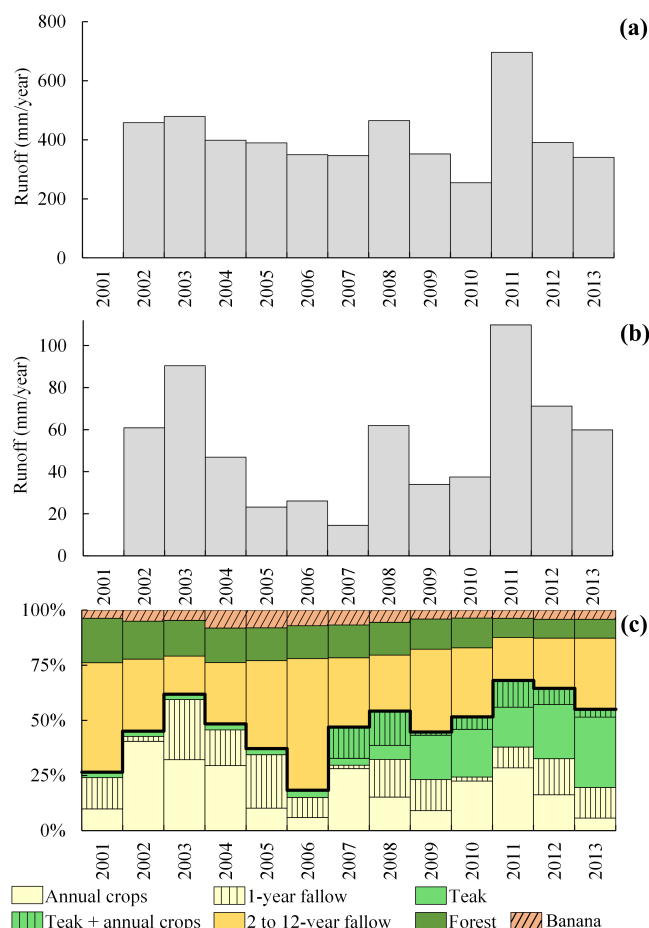 (a)
Runoff (mm/year)
800
600
400
200
0
2001 2002 2003 2004 2005 2006 2007 2008 2009 2010 2011 2012 2013
(b)
Runoff (mm/year)
100
80
60
40
20
0
2001 2002 2003 2004 2005 2006 2007 2008 2009 2010 2011 2012 2013
(c)
100%
75%
50%
25%
0%
2001 2002 2003 2004 2005 2006 2007 2008 2009 2010 2011 2012 2013
Annual crops 1-year fallow Teak
Teak + annual crops 2 to 12-year fallow Forest Banana